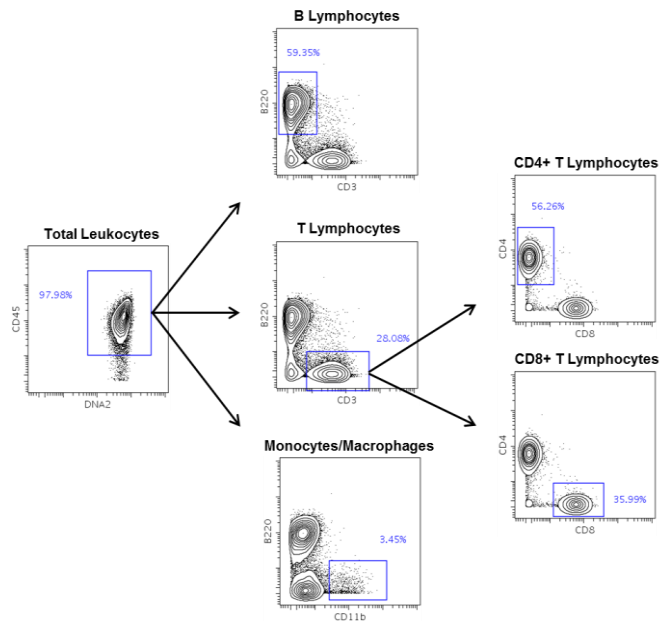 B Lymphocytes
59.35%
B220
CD3
Total Leukocytes
97.98%
CD45
DNA2
T Lymphocytes
B220
28.08%
CD3
Monocytes/Macrophages
B220
3.45%
CD11b
CD4+ T Lymphocytes
56.26%
CD4
CD8
CD8+ T Lymphocytes
CD4
35.99%
CD8